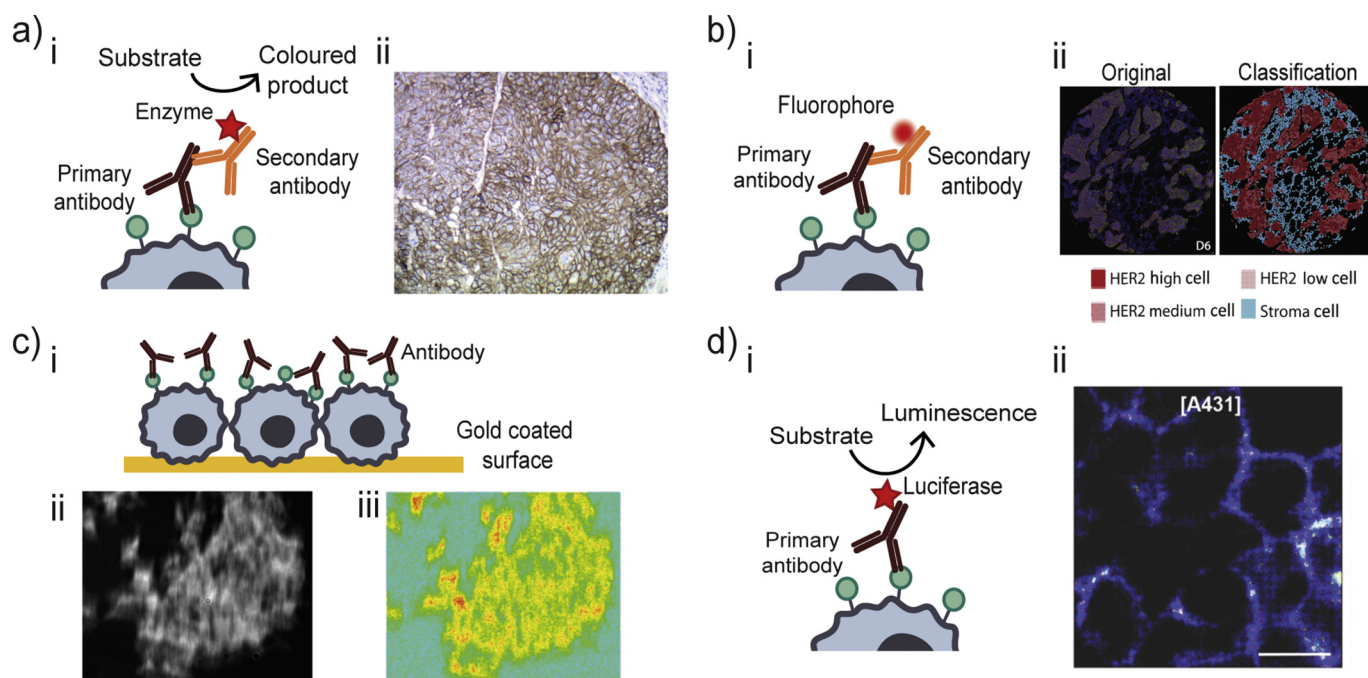 a)
i
Substrate
Coloured
product
Enzyme
Primary
antibody
Secondary
antibody
ii
b)
i
Fluorophore
Primary
antibody
Secondary
antibody
ii
Original
Classification
D6
HER2 high cell
HER2 low cell
HER2 medium cell
Stroma cell
c)
i
Antibody
Gold coated
surface
ii
iii
d)
i
Substrate
Luminescence
Luciferase
Primary
antibody
ii
[A431]